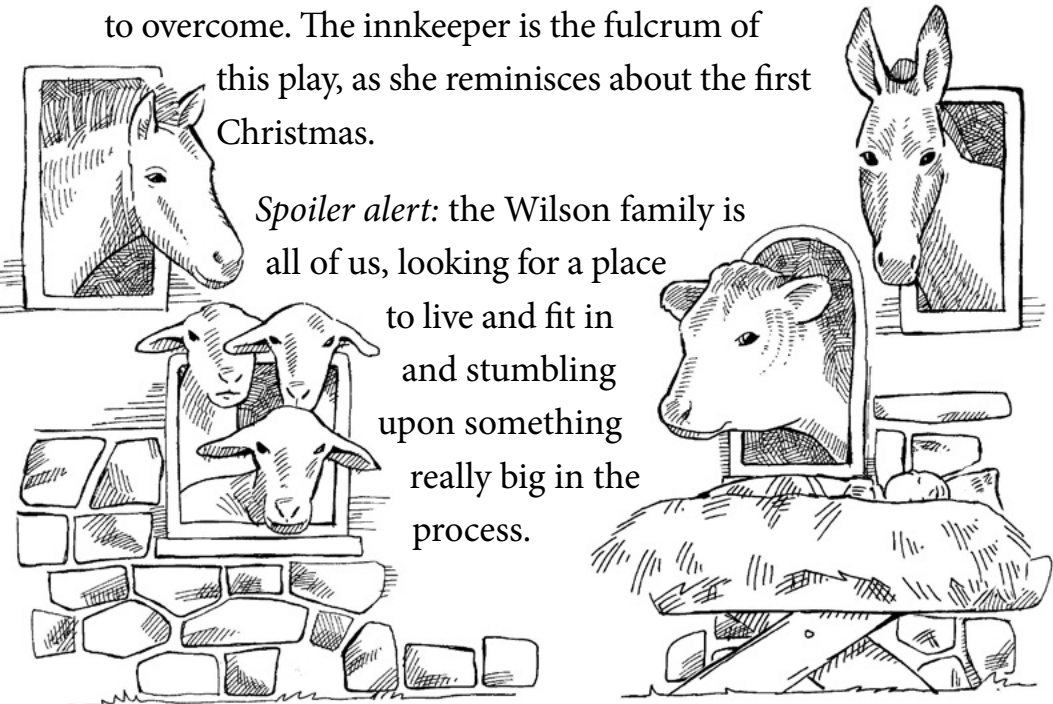 to overcome. The innkeeper is the fulcrum of
this play, as she reminisces about the first
Christmas.
Spoiler alert: the Wilson family is
all of us, looking for a place
to live and fit in
and stumbling
upon something
really big in the
process.